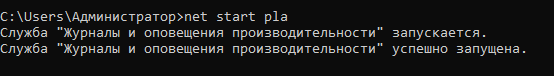 C:\Users\Администратор>net start pla
Служба "Журналы и оповещения производительности" запускается.
Служба "Журналы и оповещения производительности" успешно запущена.